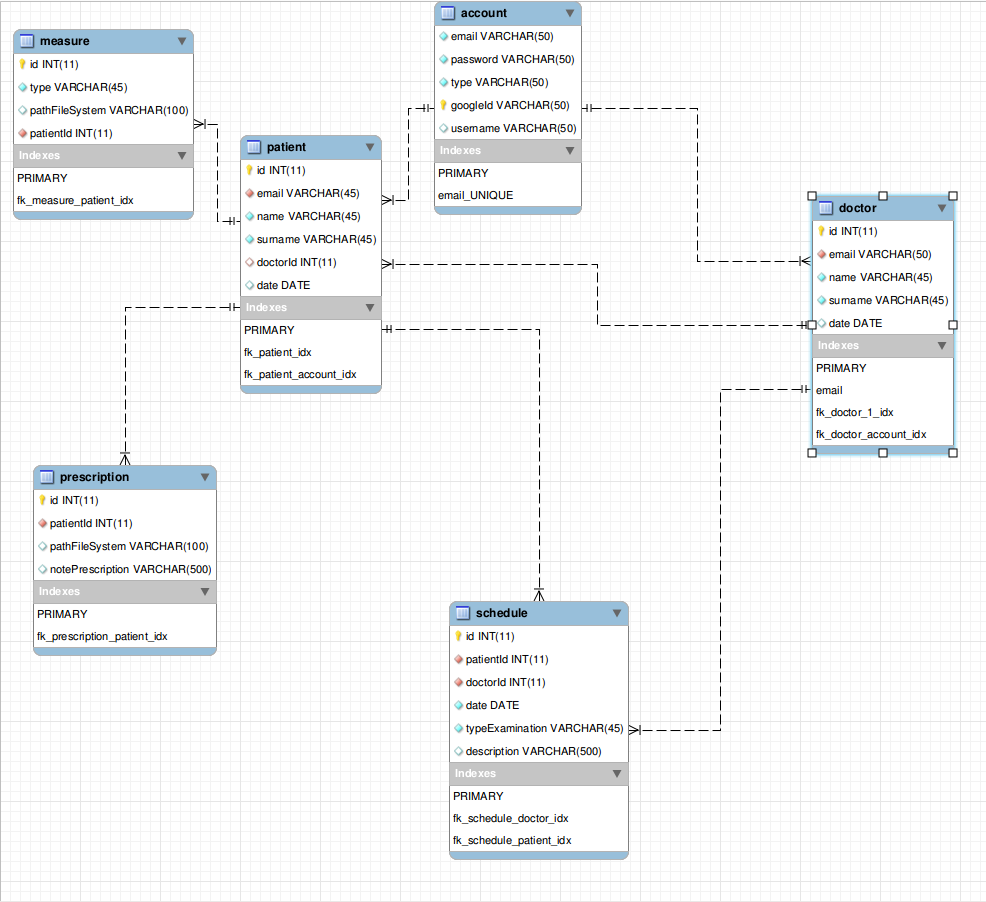 measure
id INT(11)
type VARCHAR(45)
pathFileSystem VARCHAR(100)
patientId INT(11)
Indexes
PRIMARY
fk_measure_patient_idx
account
email VARCHAR(50)
password VARCHAR(50)
type VARCHAR(50)
googleId VARCHAR(50)
username VARCHAR(50)
Indexes
PRIMARY
email_UNIQUE
patient
id INT(11)
email VARCHAR(45)
name VARCHAR(45)
surname VARCHAR(45)
doctorId INT(11)
date DATE
Indexes
PRIMARY
fk_patient_idx
fk_patient_account_idx
doctor
id INT(11)
email VARCHAR(50)
name VARCHAR(45)
surname VARCHAR(45)
date DATE
Indexes
PRIMARY
email
fk_doctor_1_idx
fk_doctor_account_idx
prescription
id INT(11)
patientId INT(11)
pathFileSystem VARCHAR(100)
notePrescription VARCHAR(500)
Indexes
PRIMARY
fk_prescription_patient_idx
schedule
id INT(11)
patientId INT(11)
doctorId INT(11)
date DATE
typeExamination VARCHAR(45)
description VARCHAR(500)
Indexes
PRIMARY
fk_schedule_doctor_idx
fk_schedule_patient_idx